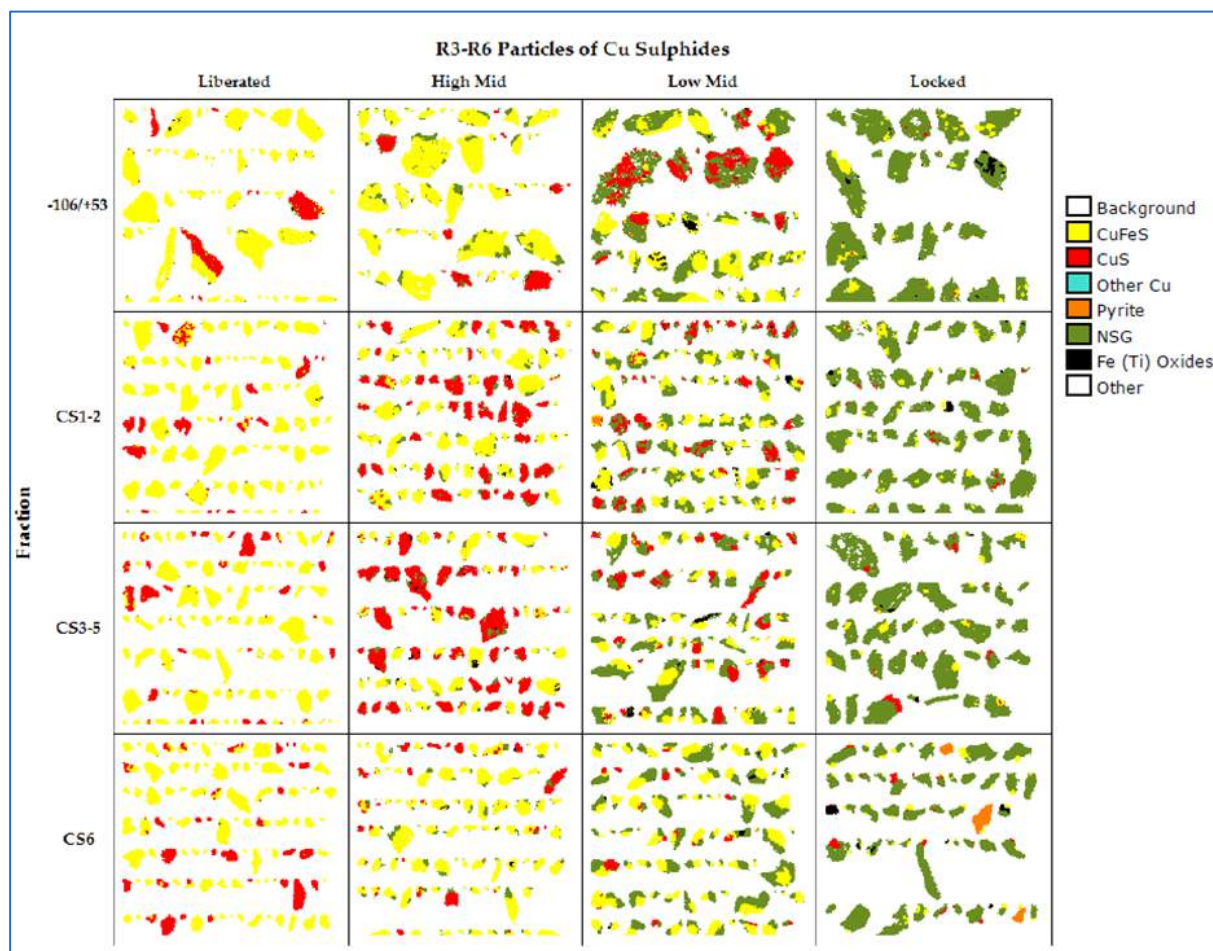 R3-R6 Particles of Cu Sulphides
Liberated High Mid Low Mid Locked
-106/+53
CS1-2
CS3-5
CS6
Fraction
Background
CuFeS
CuS
Other Cu
Pyrite
NSG
Fe (Ti) Oxides
Other